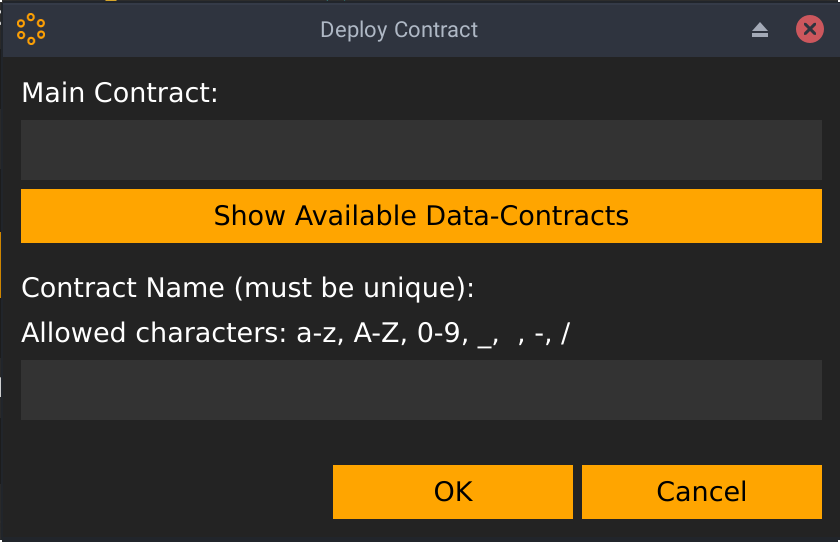 Deploy Contract
Main Contract:
Show Available Data-Contracts
Contract Name (must be unique):
Allowed characters: a-z, A-Z, 0-9, _,  , -, /
OK
Cancel